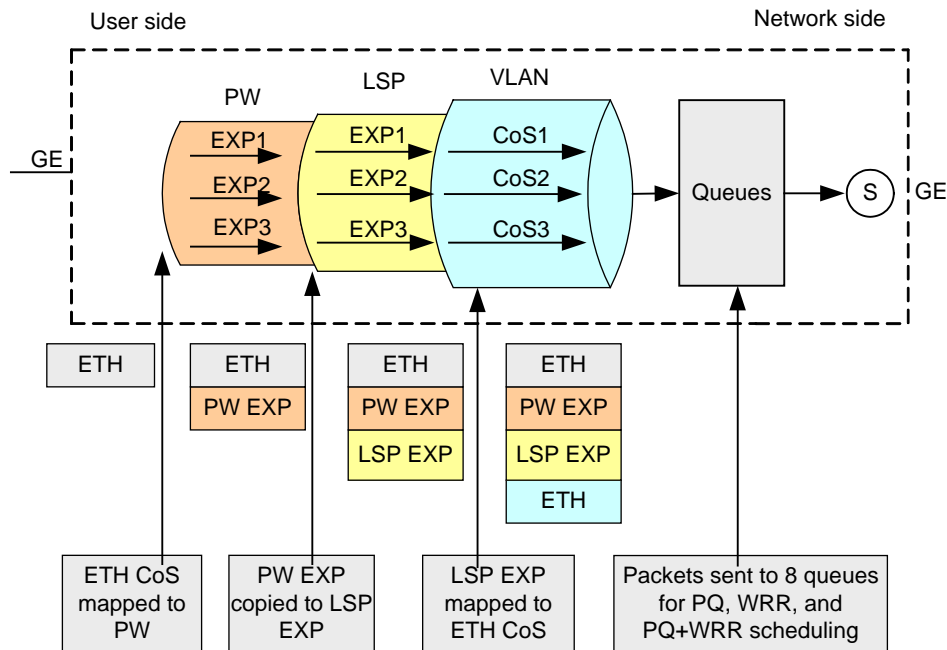 User side
Network side
PW
LSP
VLAN
GE
EXP1
EXP2
EXP3
EXP1
EXP2
EXP3
CoS1
CoS2
CoS3
Queues
S
GE
ETH
ETH
PW EXP
ETH
PW EXP
LSP EXP
ETH
PW EXP
LSP EXP
ETH
ETH CoS
mapped to
PW
PW EXP
copied to LSP
EXP
LSP EXP
mapped to
ETH CoS
Packets sent to 8 queues
for PQ, WRR, and
PQ+WRR scheduling